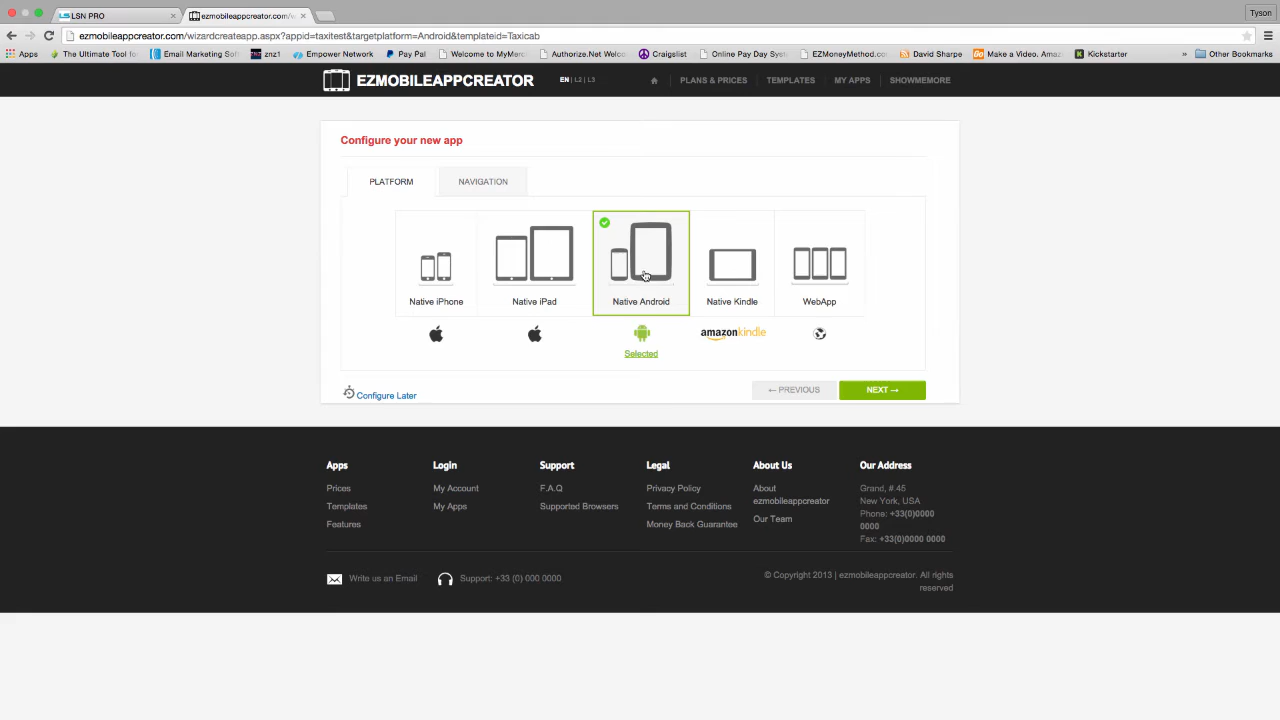 LSN PRO
ezmobileappcreator.com/w
Tyson
ezmobileappcreator.com/wizardcreateapp.aspx?appid=taxitest&targetplatform=Android&templateid=Taxicab
Apps
The Ultimate Tool fo
Email Marketing Soft
znz1
Empower Network
Pay Pal
Welcome to MyMerc
Authorize.Net Welco
Craigslist
Online Pay Day Syst
EZMoneyMethod.com
David Sharpe
Make a Video, Amaz
Kickstarter
»
Other Bookmarks
EZMOBILEAPPCREATOR
EN | L2 | L3
PLANS & PRICES
TEMPLATES
MY APPS
SHOWMEMORE
Configure your new app
PLATFORM
NAVIGATION
Native iPhone
Native iPad
Native Android
Native Kindle
WebApp
amazonkindle
Selected
Configure Later
← PREVIOUS
NEXT →
Apps
Prices
Templates
Features
Login
My Account
My Apps
Support
F.A.Q
Supported Browsers
Legal
Privacy Policy
Terms and Conditions
Money Back Guarantee
About Us
About
ezmobileappcreator
Our Team
Our Address
Grand, #.45
New York, USA
Phone: +33(0)0000
0000
Fax: +33(0)0000 0000
Write us an Email
Support: +33 (0) 000 0000
© Copyright 2013 | ezmobileappcreator. All rights
reserved